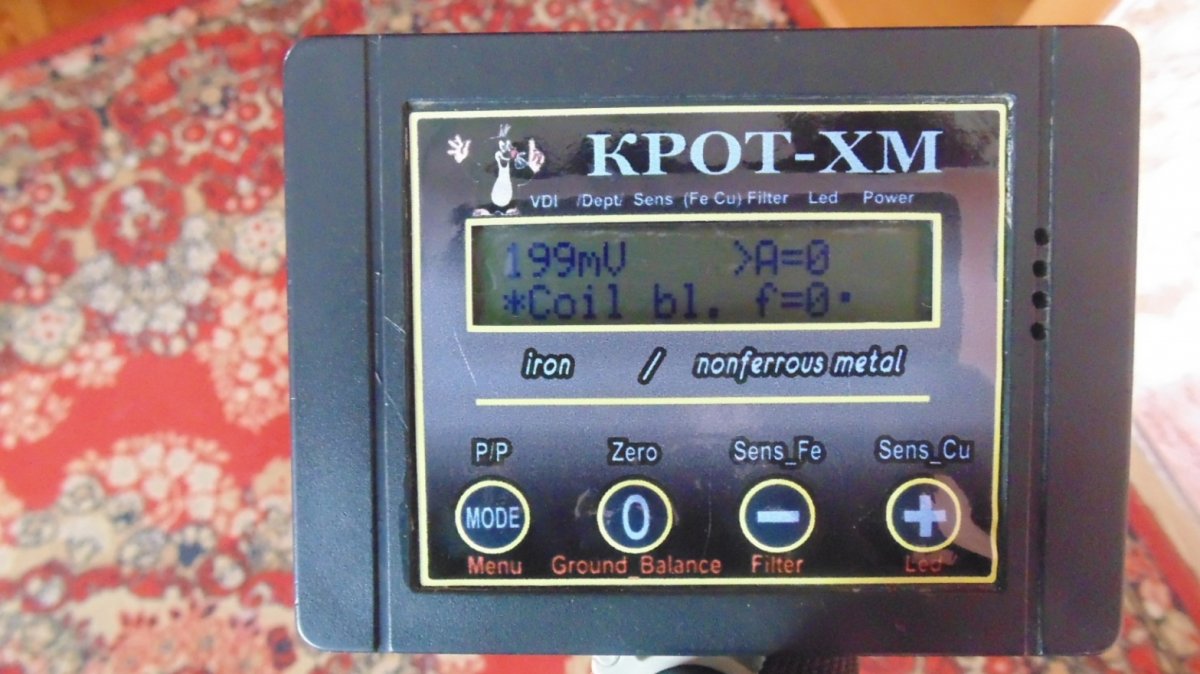 КРОТ-ХМ
VDI /Dept/ Sens (Fe Cu) Filter Led Power
199mV >A=0
*Coil bl. f=0▪
iron / nonferrous metal
P/P Zero Sens_Fe Sens_Cu
MODE 0 − +
Menu Ground_Balance Filter Led